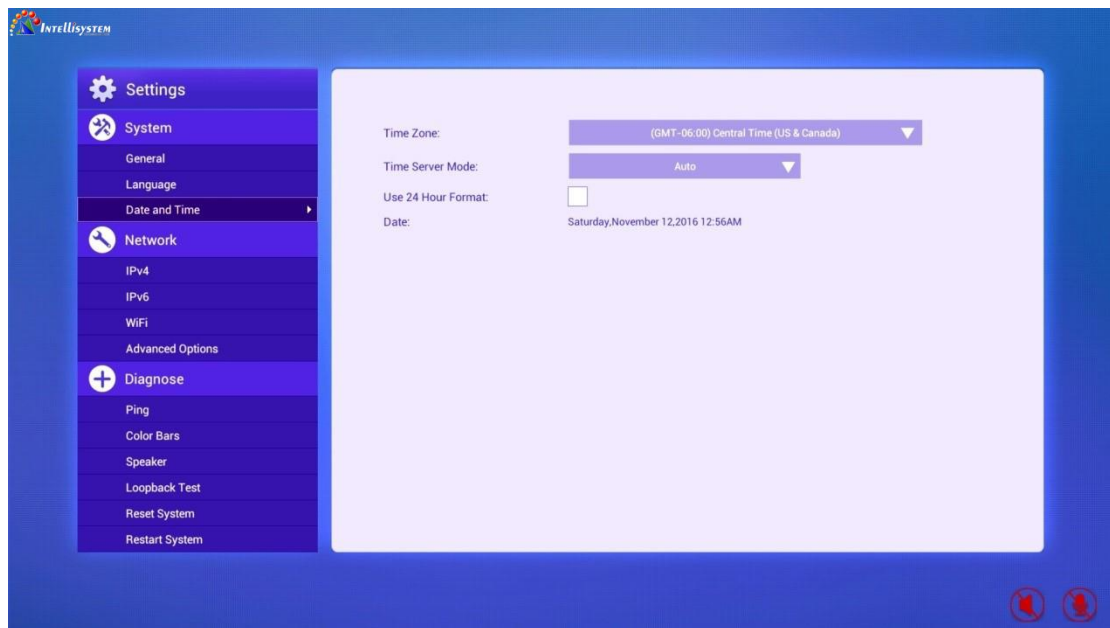 Intellisystem
Settings
System
General
Language
Date and Time
Network
IPv4
IPv6
WiFi
Advanced Options
Diagnose
Ping
Color Bars
Speaker
Loopback Test
Reset System
Restart System
Time Zone: (GMT-06:00) Central Time (US & Canada)
Time Server Mode: Auto
Use 24 Hour Format:
Date: Saturday,November 12,2016 12:56AM